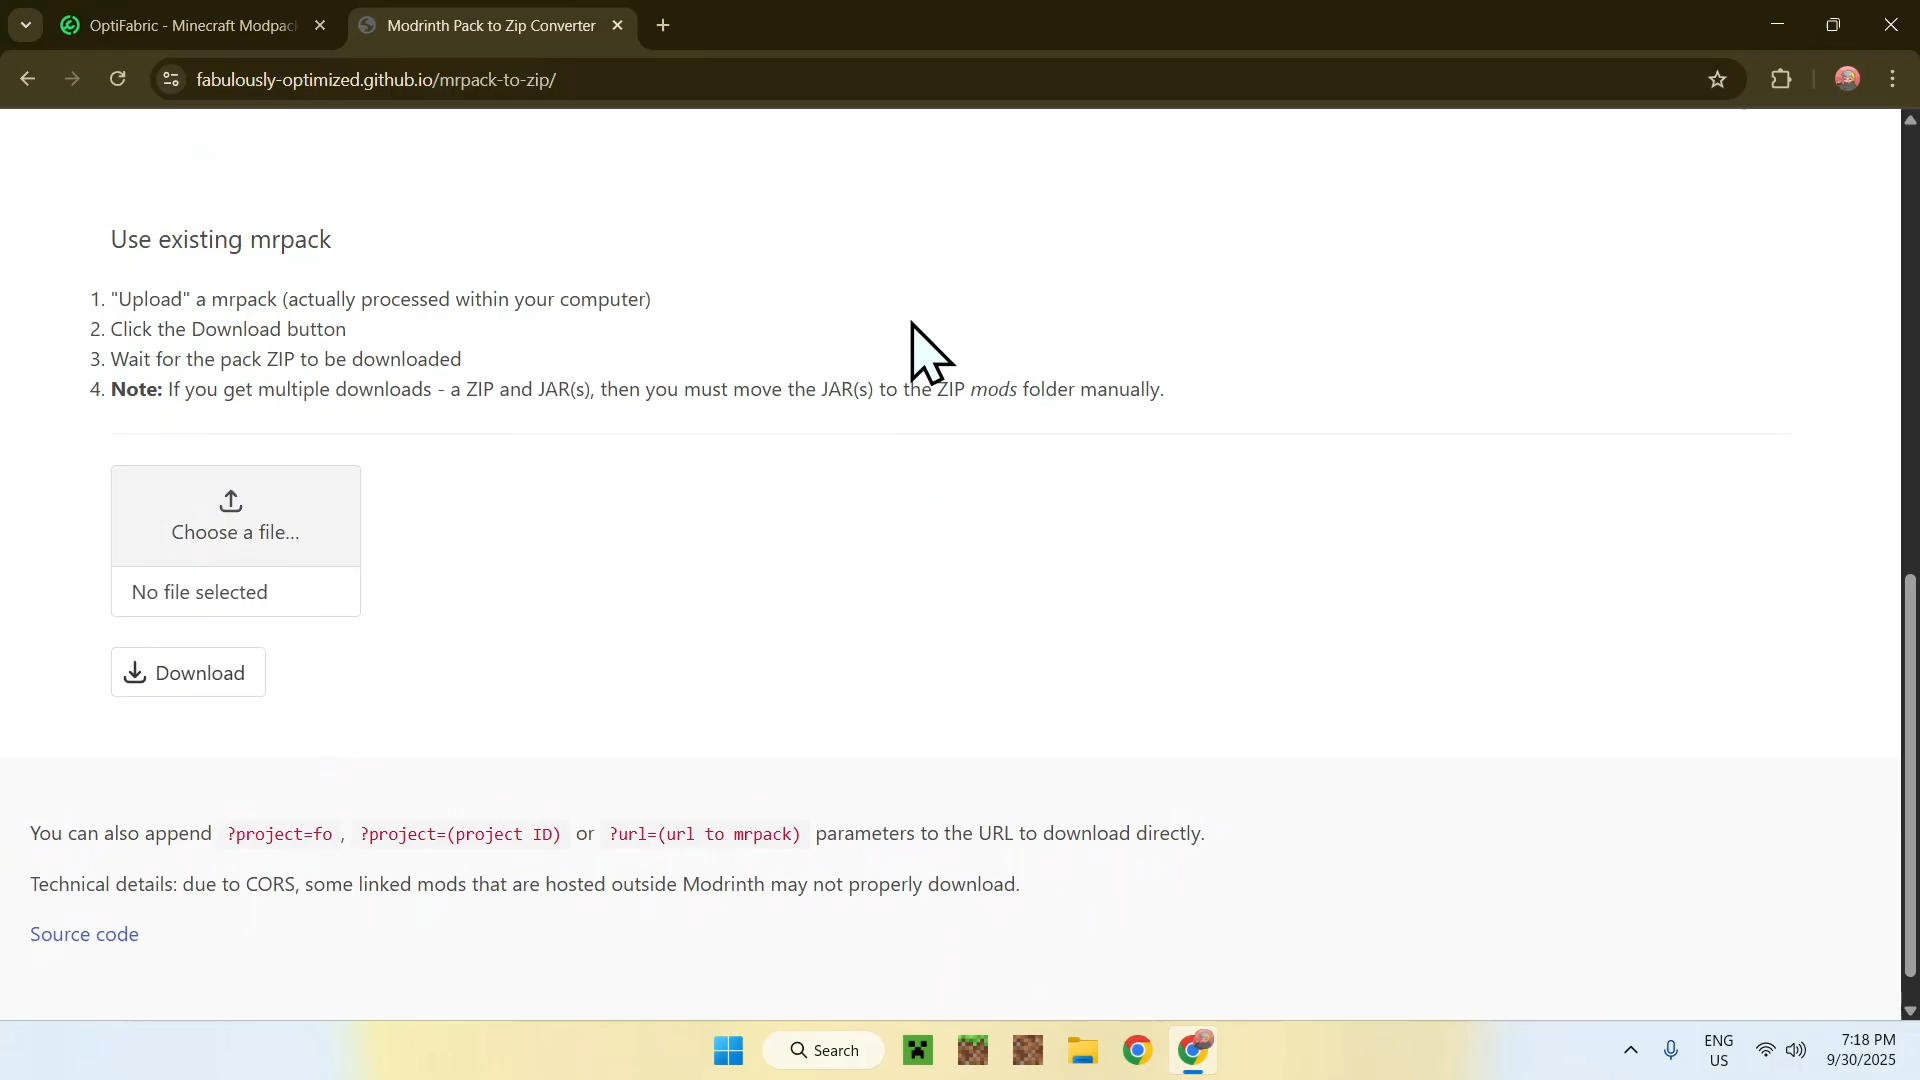 OptiFabric - Minecraft Modpac
Modrinth Pack to Zip Converter
fabulously-optimized.github.io/mrpack-to-zip/
Use existing mrpack
1. "Upload" a mrpack (actually processed within your computer)
2. Click the Download button
3. Wait for the pack ZIP to be downloaded
4. Note: If you get multiple downloads - a ZIP and JAR(s), then you must move the JAR(s) to the ZIP mods folder manually.
Choose a file...
No file selected
Download
You can also append ?project=fo, ?project=(project ID) or ?url=(url to mrpack) parameters to the URL to download directly.
Technical details: due to CORS, some linked mods that are hosted outside Modrinth may not properly download.
Source code
Search
ENG
US
7:18 PM
9/30/2025